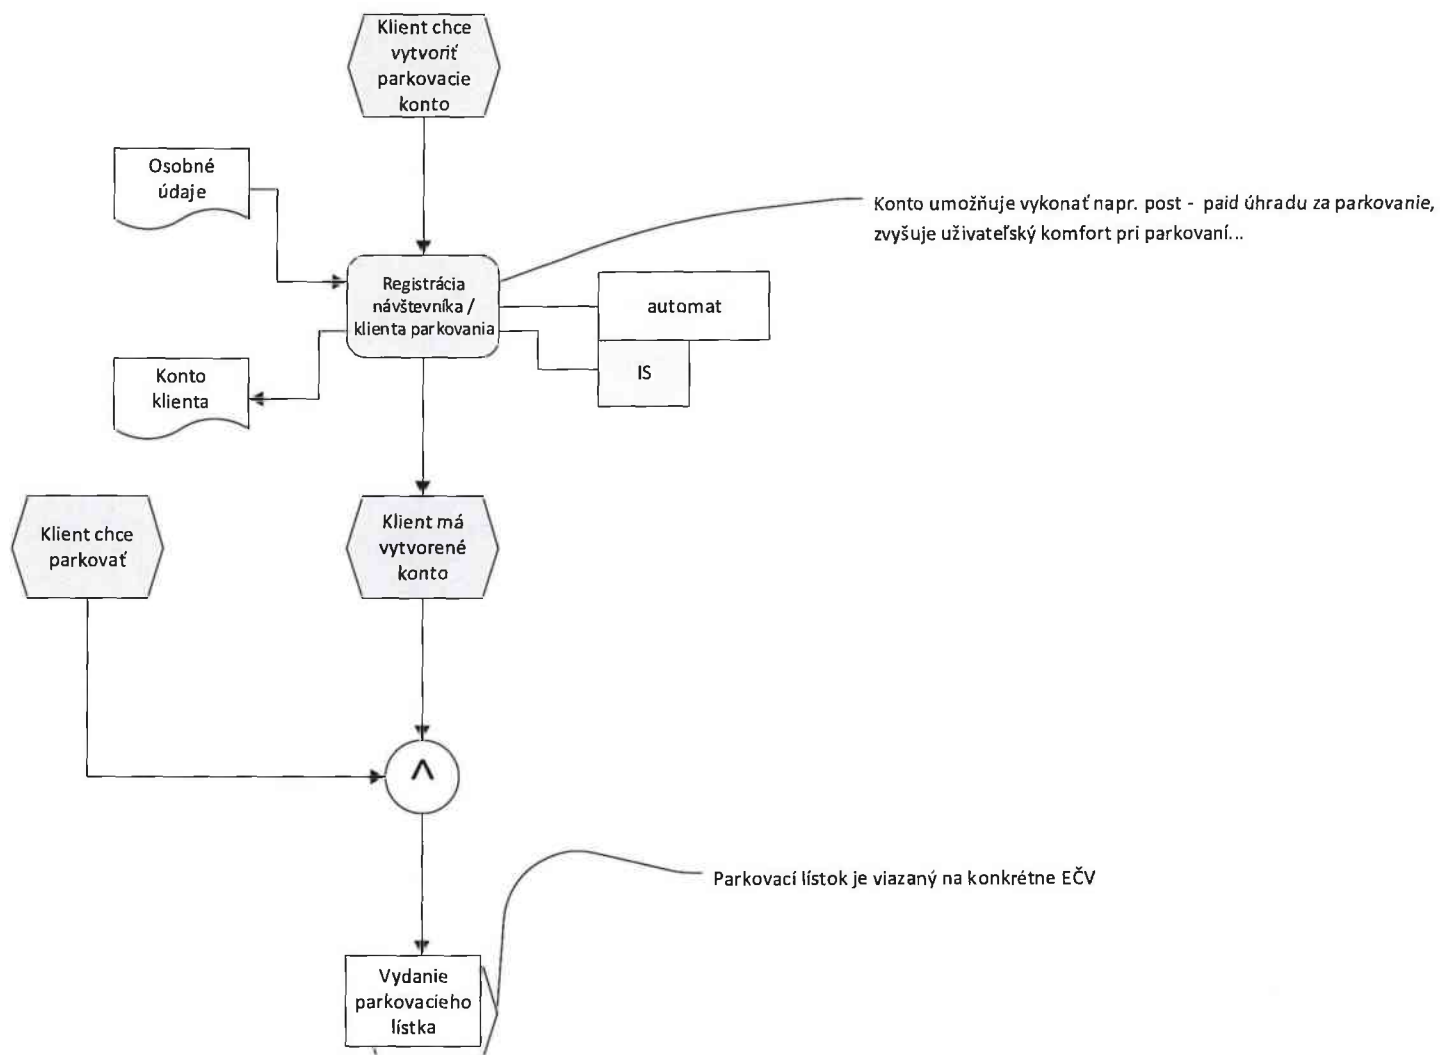 Klient chce
vytvoriť
parkovacie
konto
Osobné
údaje
Konto umožňuje vykonať napr. post - paid úhradu za parkovanie,
zvyšuje uživateľský komfort pri parkovaní...
Registrácia
návštevníka /
klienta parkovania
automat
IS
Konto
klienta
Klient chce
parkovať
Klient má
vytvorené
konto
^
Parkovací lístok je viazaný na konkrétne EČV
Vydanie
parkovacieho
lístka